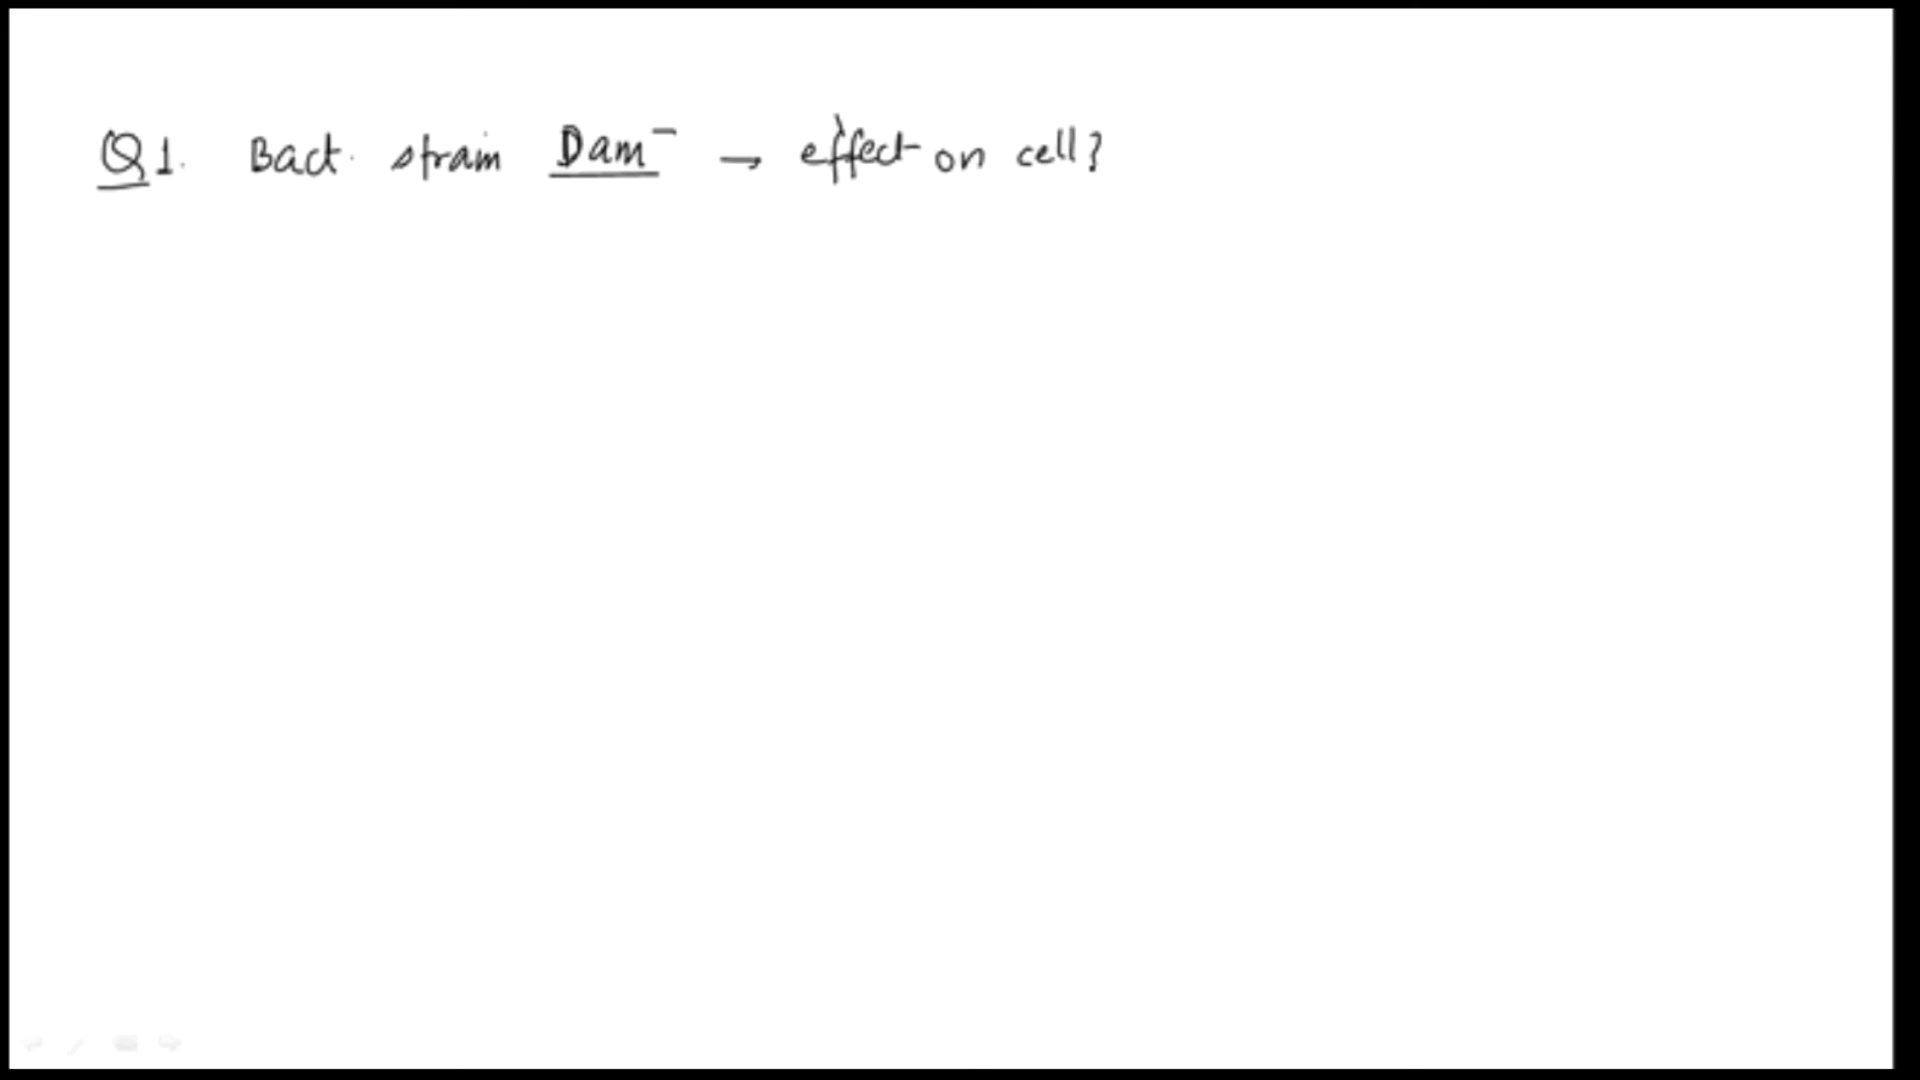 Q1. Bact. strain Dam⁻ → effect on cell?